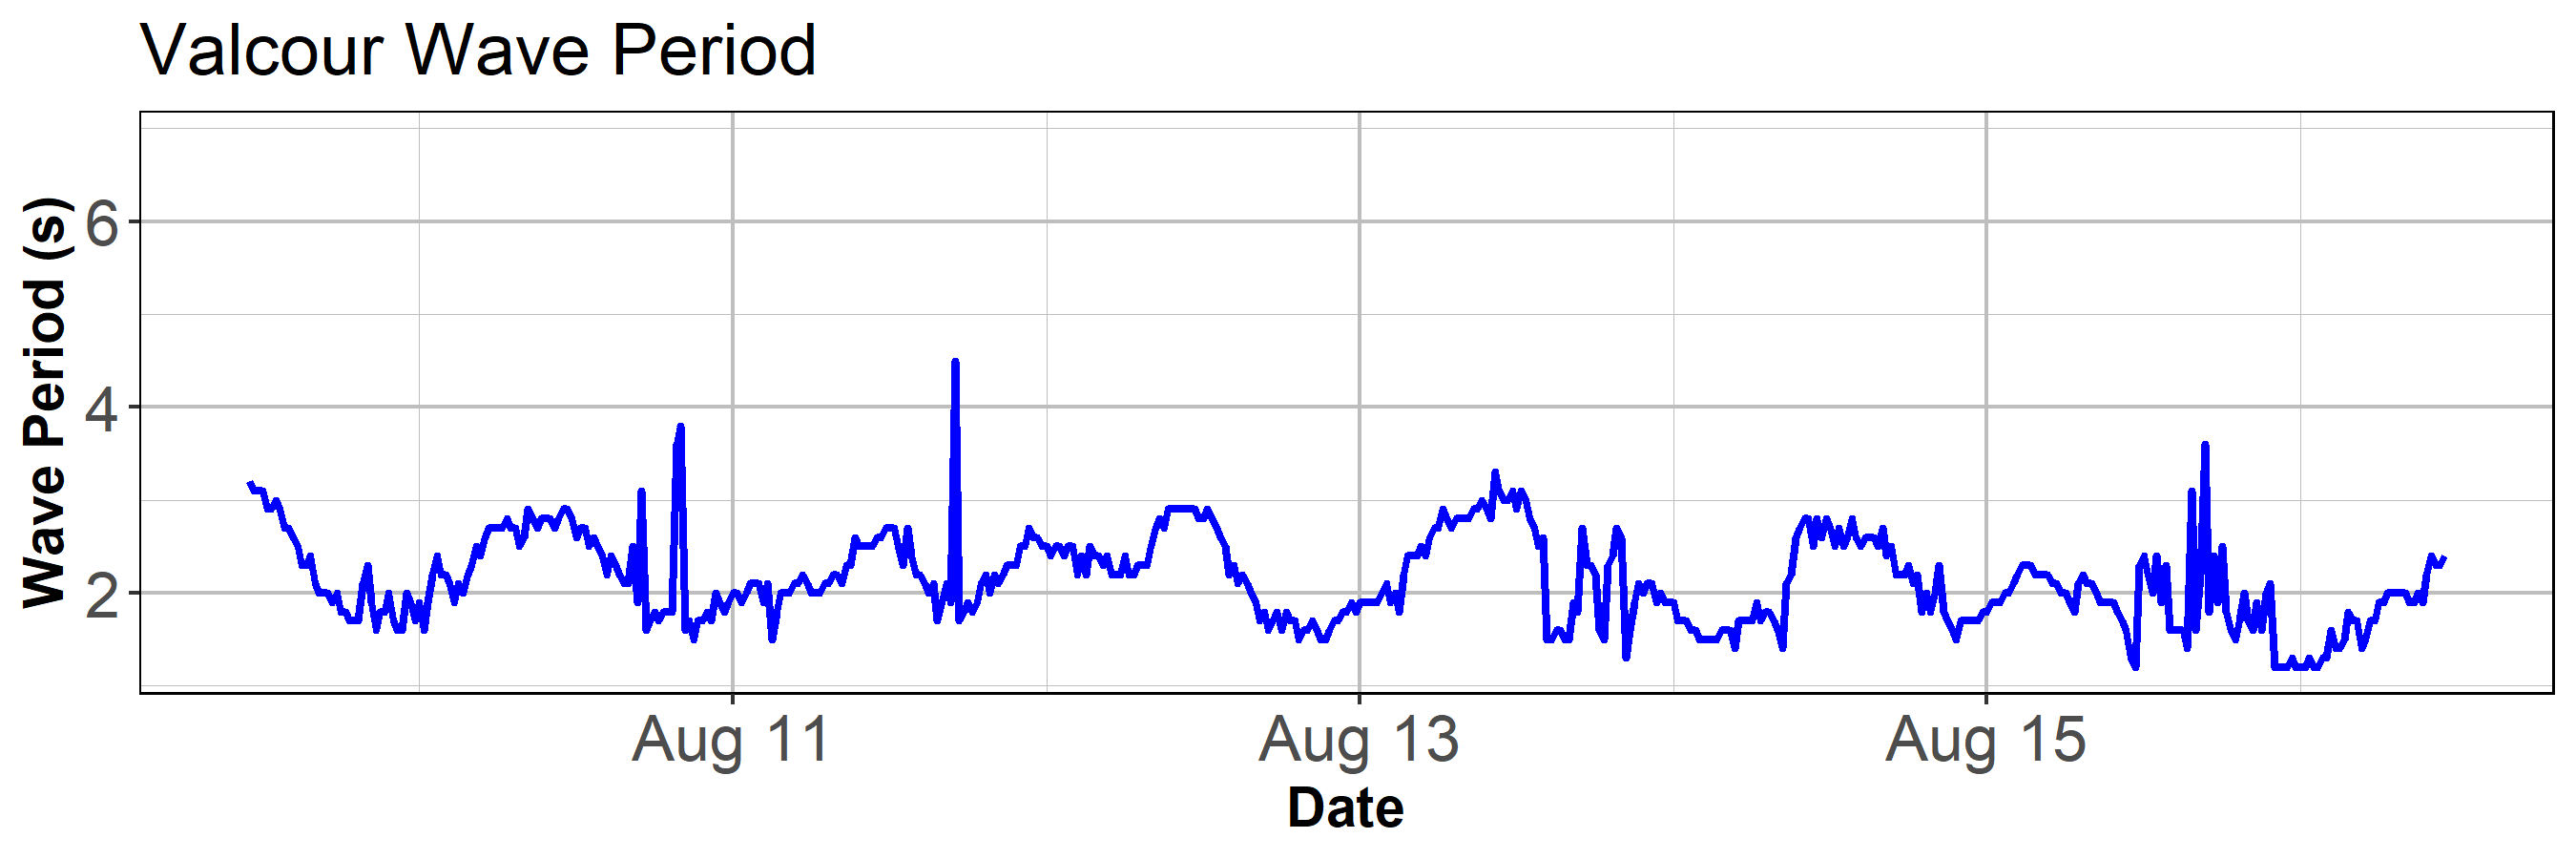 Valcour Wave Period
Wave Period (s)
6
4
2
Aug 11
Aug 13
Aug 15
Date